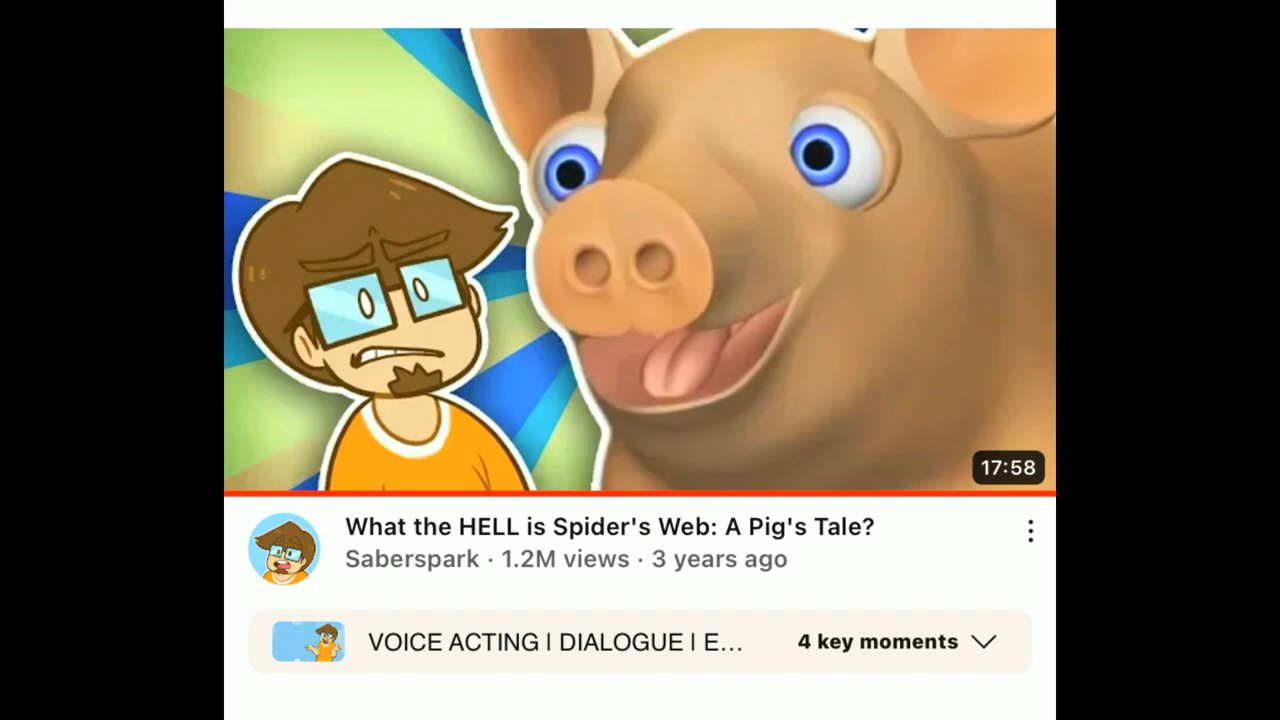 17:58
What the HELL is Spider's Web: A Pig's Tale?
Saberspark · 1.2M views · 3 years ago
VOICE ACTING | DIALOGUE | E... 4 key moments